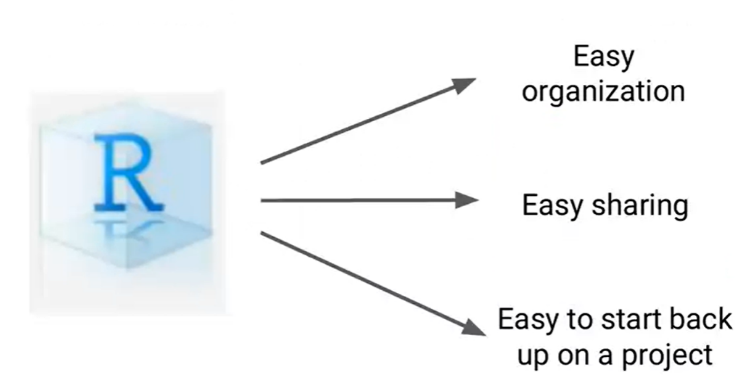 R
Easy
organization
Easy sharing
Easy to start back
up on a project